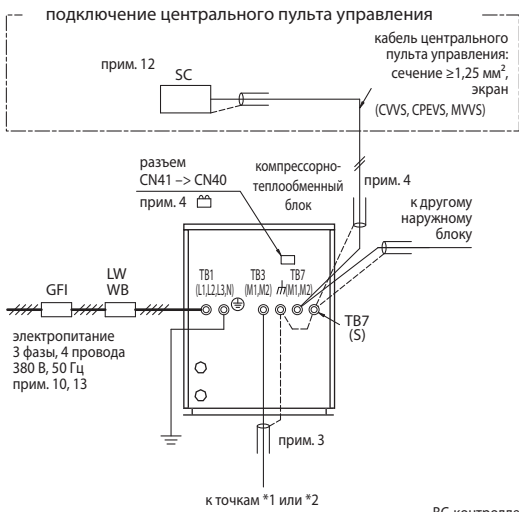 подключение центрального пульта управления
кабель центрального
пульта управления:
сечение ≥1,25 мм²,
экран
(CVVS, CPEVS, MVVS)
прим. 12
SC
разъем
CN41 –> CN40
прим. 4
компрессорно-
теплообменный
блок
прим. 4
к другому
наружному
блоку
GFI
LW
WB
TB1
(L1,L2,L3,N)
TB3
(M1,M2)
TB7
(M1,M2)
TB7
(S)
электропитание
3 фазы, 4 провода
380 В, 50 Гц
прим. 10, 13
прим. 3
к точкам *1 или *2